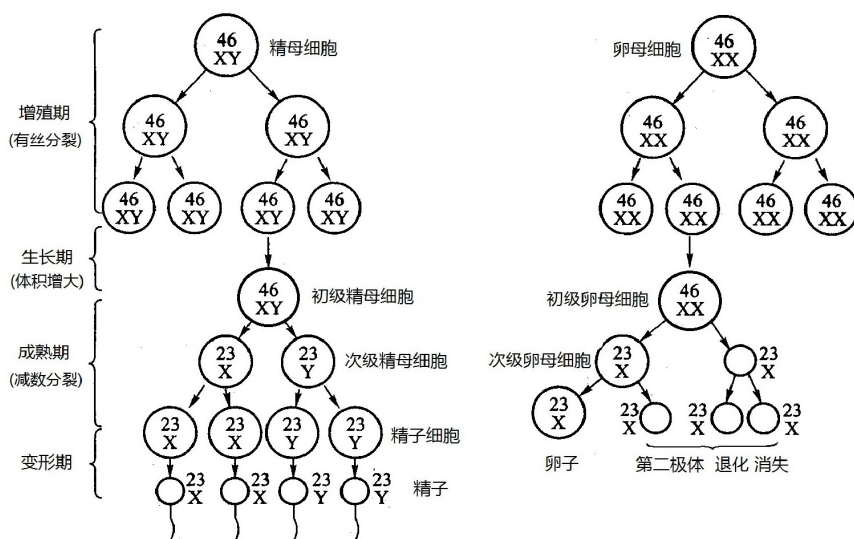 46
XY
精母细胞
46
XX
卵母细胞
增殖期
(有丝分裂)
46
XY
46
XY
46
XX
46
XX
46
XY
46
XY
46
XY
46
XY
46
XX
46
XX
46
XX
46
XX
生长期
(体积增大)
46
XY
初级精母细胞
初级卵母细胞
46
XX
成熟期
(减数分裂)
23
X
23
Y
次级精母细胞
次级卵母细胞
23
X
23
X
23
X
23
X
23
Y
23
Y
精子细胞
23
X
23
X
23
X
23
X
变形期
卵子
第二极体 退化 消失
23
X
23
X
23
Y
23
Y
精子